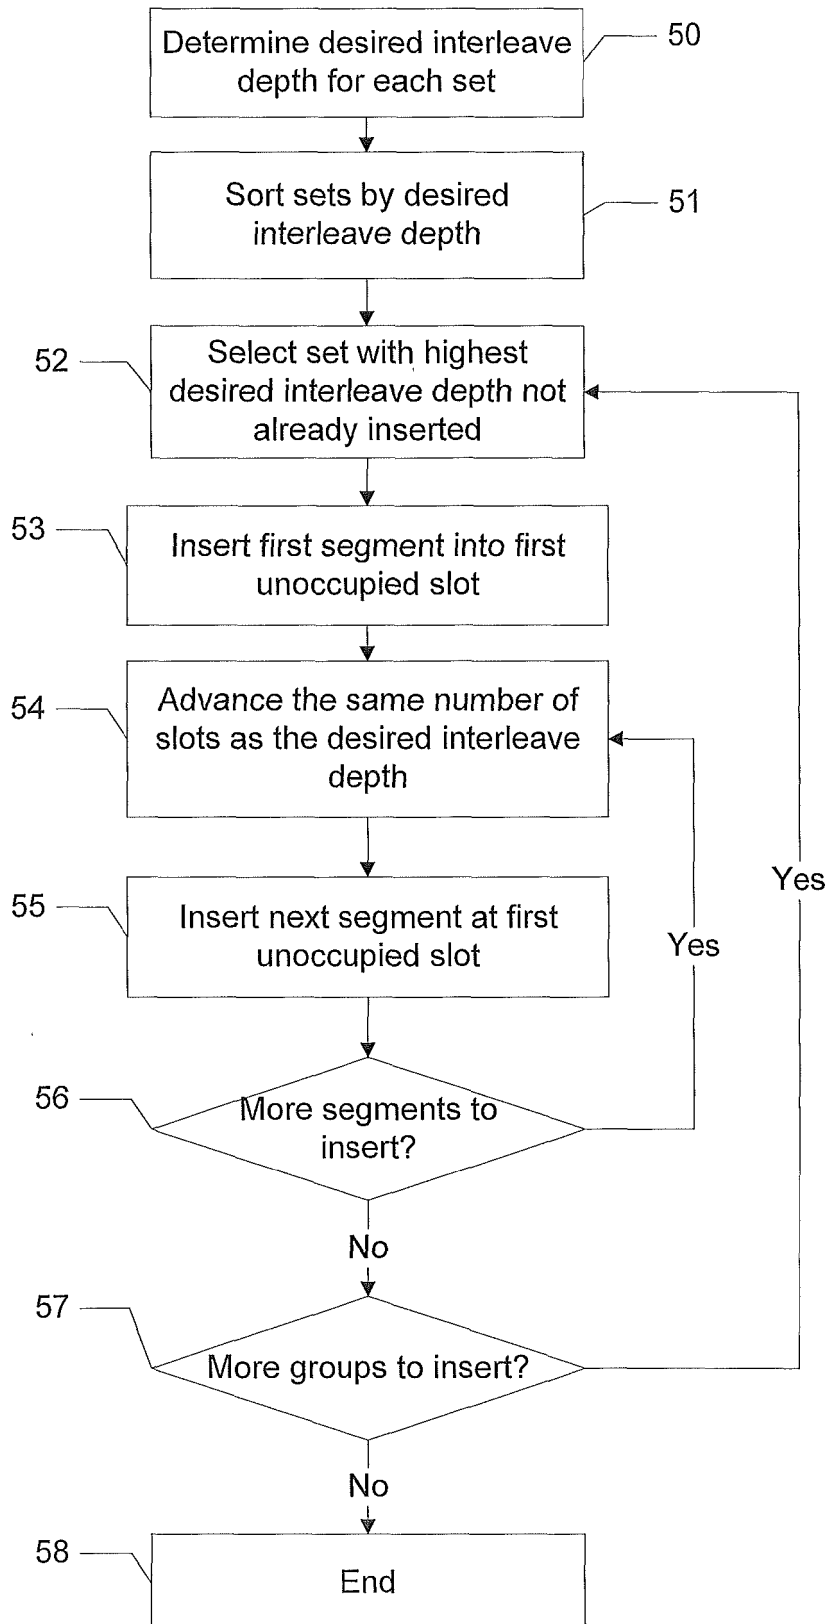 Determine desired interleave
depth for each set
50
Sort sets by desired
interleave depth
51
52
Select set with highest
desired interleave depth not
already inserted
53
Insert first segment into first
unoccupied slot
54
Advance the same number of
slots as the desired interleave
depth
55
Insert next segment at first
unoccupied slot
Yes
Yes
56
More segments to
insert?
No
57
More groups to insert?
No
58
End